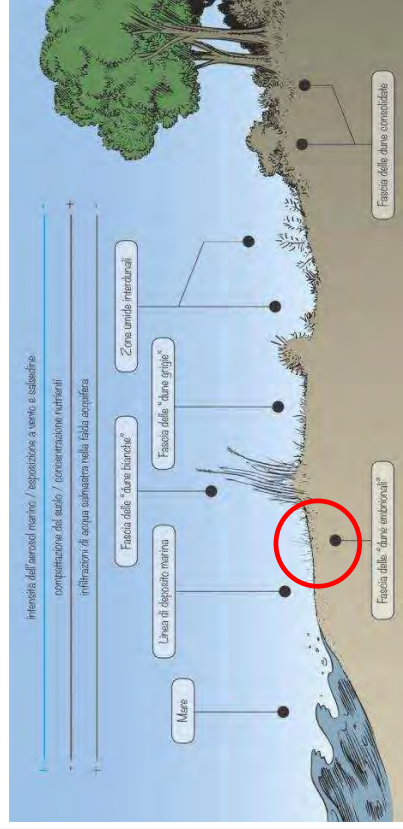 intensità dell'aerosol marino / esposizione a vento e salsedine
+ -
compattazione del suolo / concentrazione nutrienti
- +
infiltrazioni di acqua salmastra nella falda acquifera
+ -
Mare
Linea di deposito marina
Fascia delle "dune bianche"
Fascia delle "dune grigie"
Zone umide interdunali
Fascia delle "dune embrionali"
Fascia delle dune consolidate